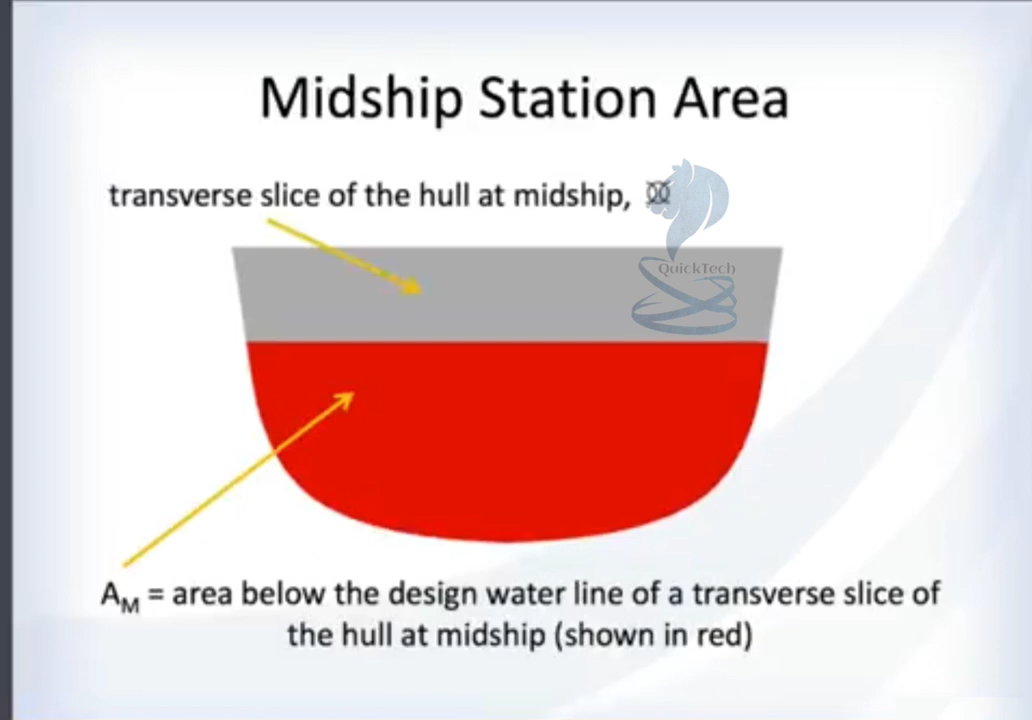 Midship Station Area
transverse slice of the hull at midship,
QuickTech
A_M = area below the design water line of a transverse slice of
the hull at midship (shown in red)